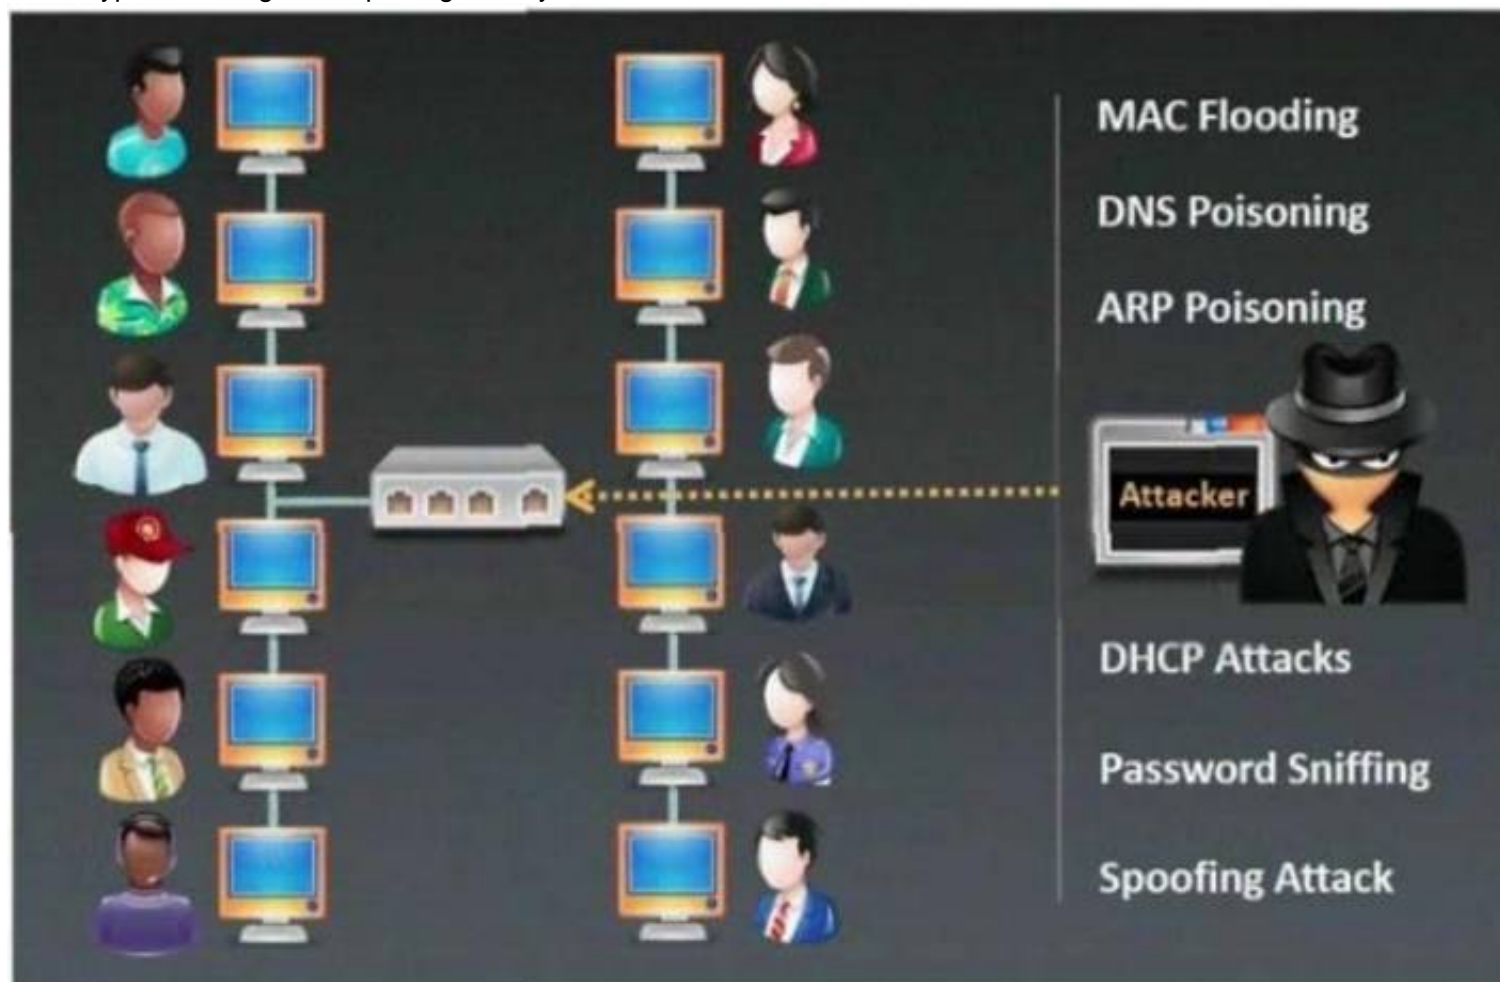 MAC Flooding
DNS Poisoning
ARP Poisoning
Attacker
DHCP Attacks
Password Sniffing
Spoofing Attack